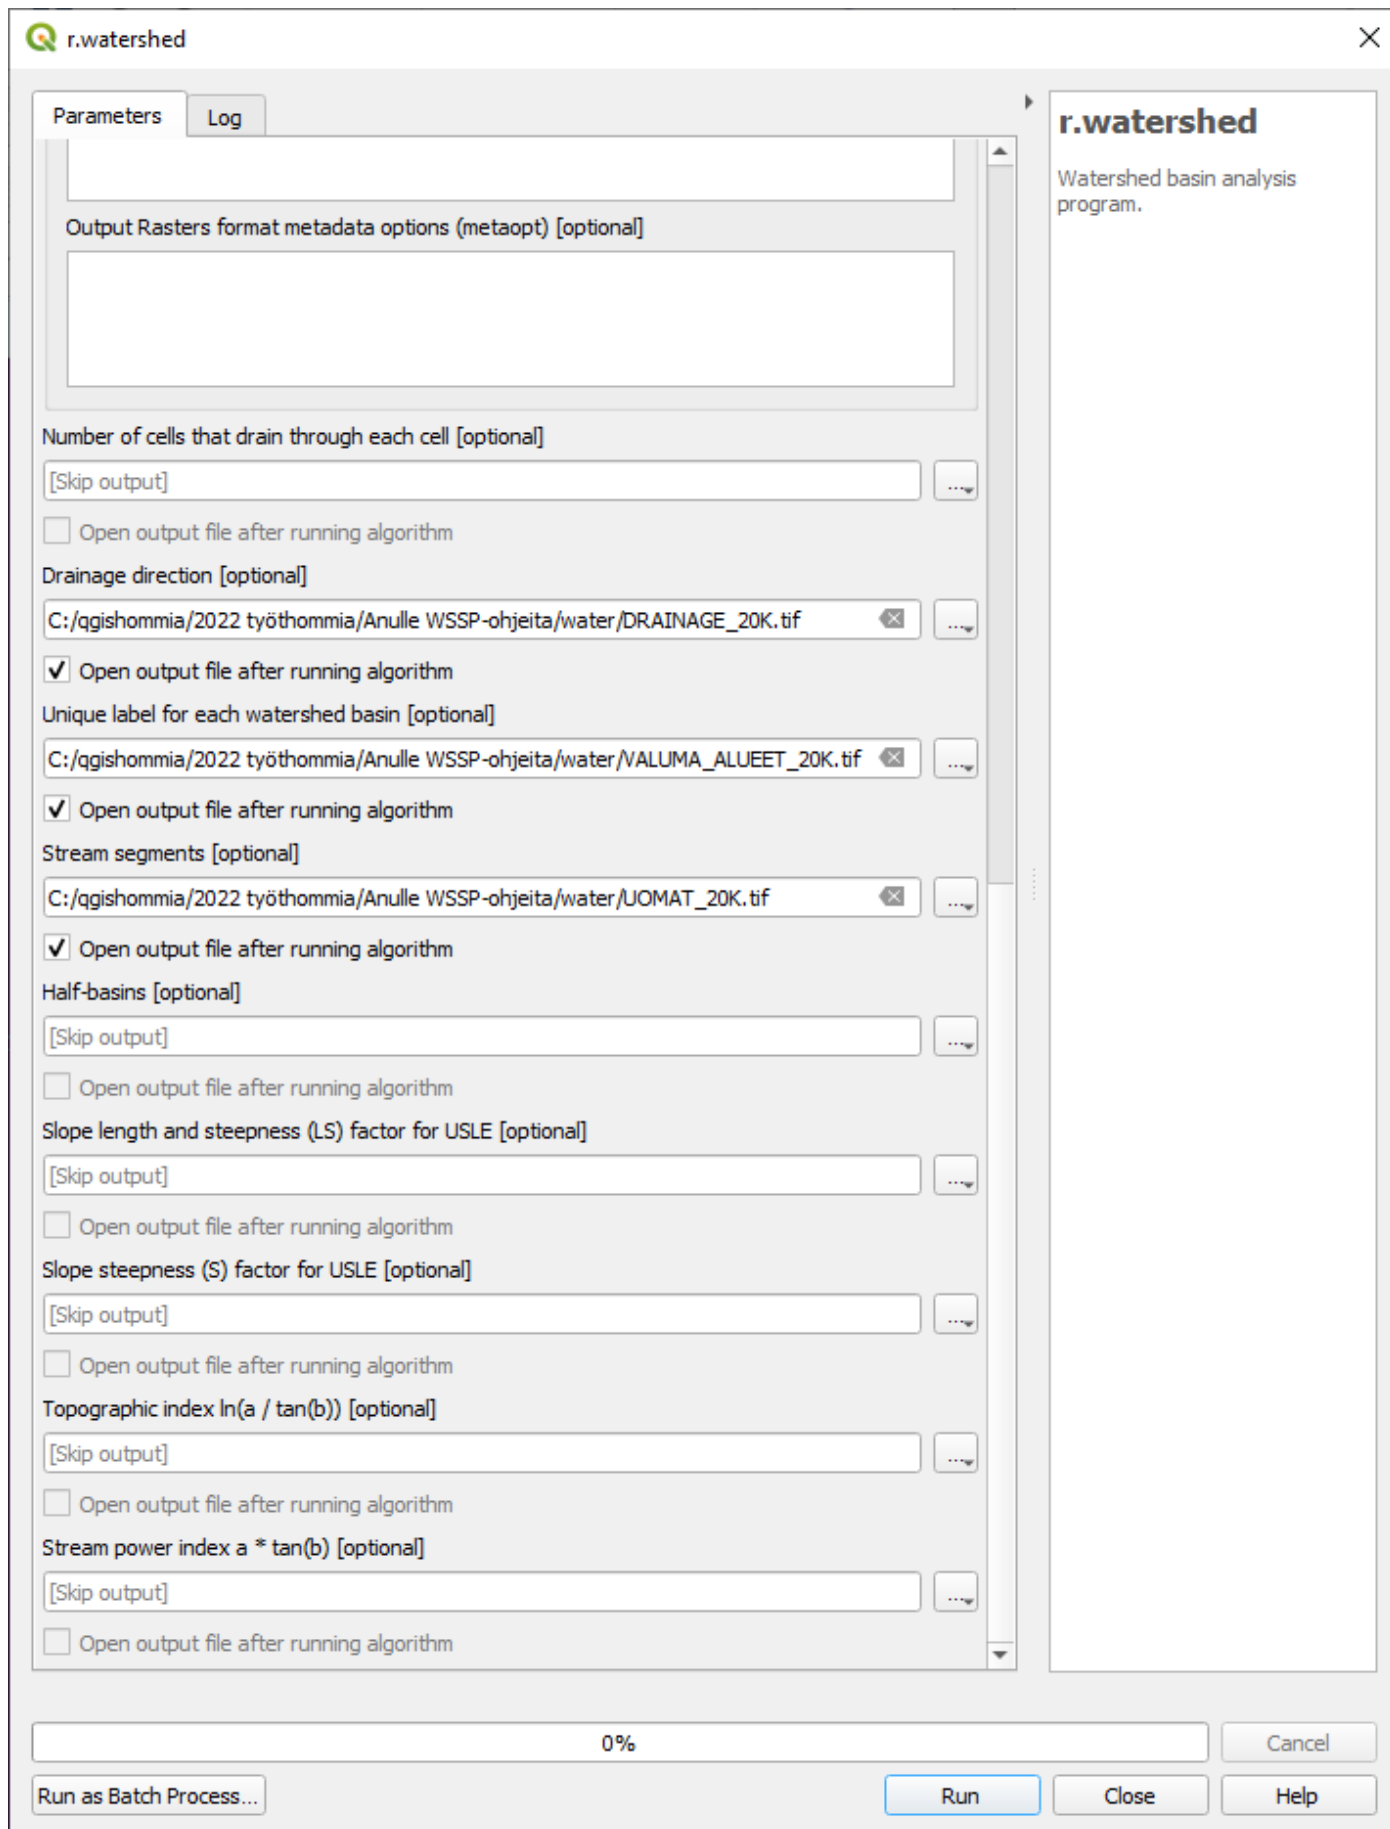 r.watershed
Parameters
Log
Output Rasters format metadata options (metaopt) [optional]
Number of cells that drain through each cell [optional]
[Skip output]
...
Open output file after running algorithm
Drainage direction [optional]
C:/qgishommia/2022 työthommia/Anulle WSSP-ohjeita/water/DRAINAGE_20K.tif
...
Open output file after running algorithm
Unique label for each watershed basin [optional]
C:/qgishommia/2022 työthommia/Anulle WSSP-ohjeita/water/VALUMA_ALUEET_20K.tif
...
Open output file after running algorithm
Stream segments [optional]
C:/qgishommia/2022 työthommia/Anulle WSSP-ohjeita/water/UOMAT_20K.tif
...
Open output file after running algorithm
Half-basins [optional]
[Skip output]
...
Open output file after running algorithm
Slope length and steepness (LS) factor for USLE [optional]
[Skip output]
...
Open output file after running algorithm
Slope steepness (S) factor for USLE [optional]
[Skip output]
...
Open output file after running algorithm
Topographic index ln(a / tan(b)) [optional]
[Skip output]
...
Open output file after running algorithm
Stream power index a * tan(b) [optional]
[Skip output]
...
Open output file after running algorithm
r.watershed
Watershed basin analysis
program.
0%
Cancel
Run as Batch Process...
Run
Close
Help